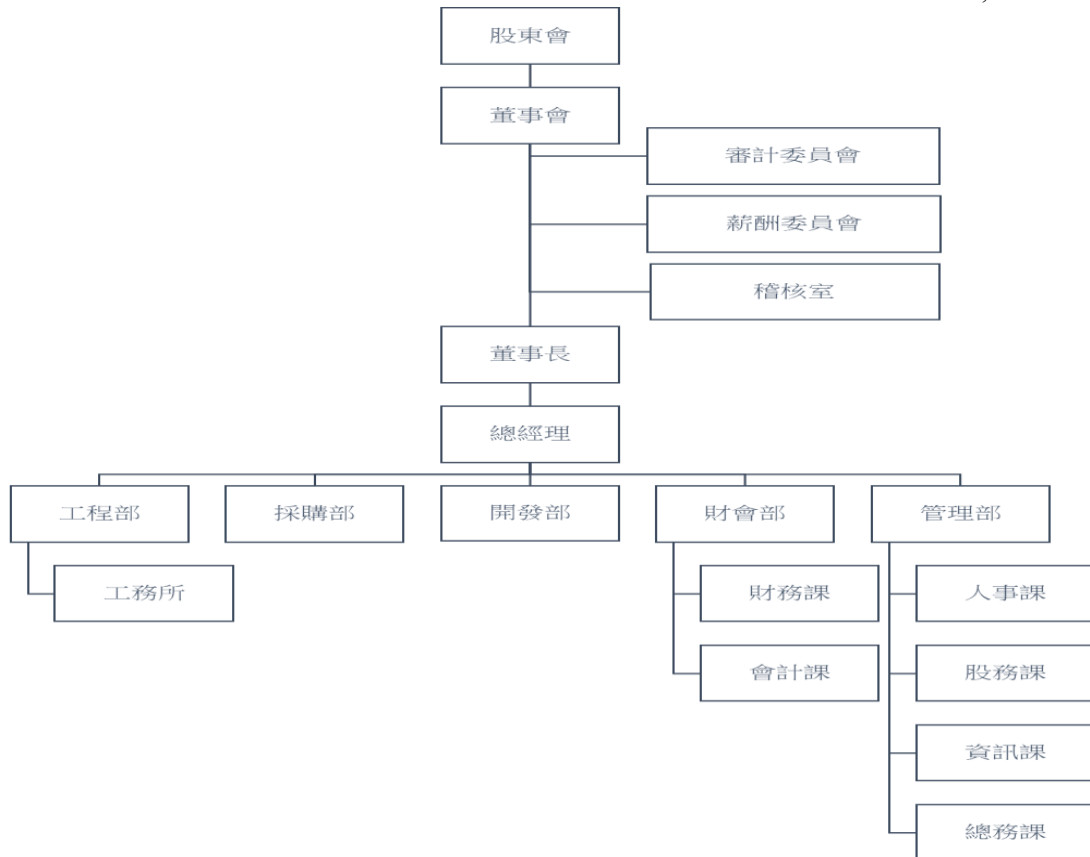 股東會
董事會
審計委員會
薪酬委員會
稽核室
董事長
總經理
工程部
採購部
開發部
財會部
管理部
工務所
財務課
人事課
會計課
股務課
資訊課
總務課